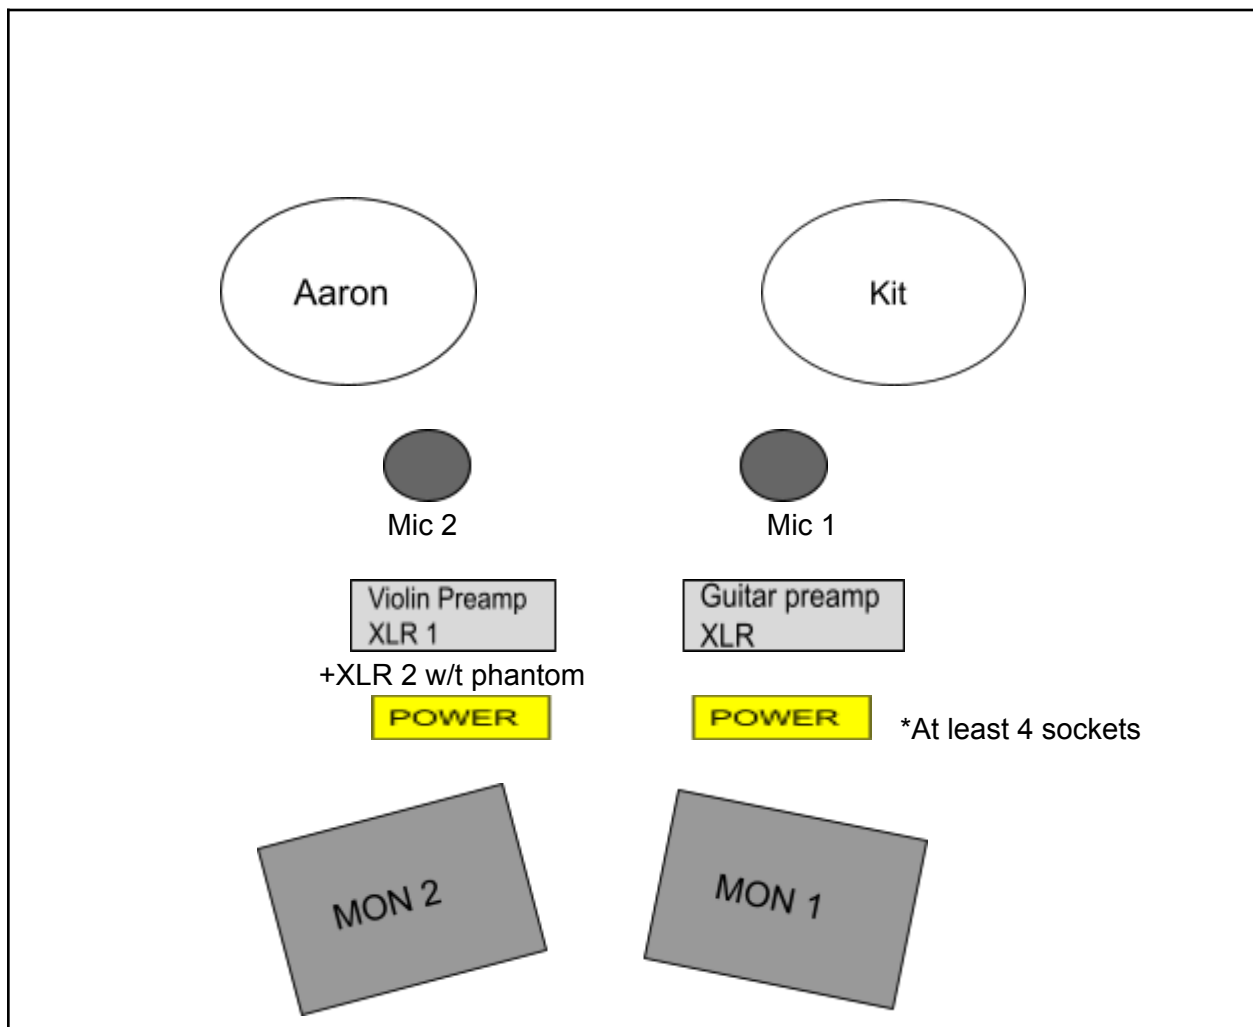 Aaron
Kit
Mic 2
Mic 1
Violin Preamp
XLR 1
Guitar preamp
XLR
+XLR 2 w/t phantom
POWER
POWER
*At least 4 sockets
MON 2
MON 1